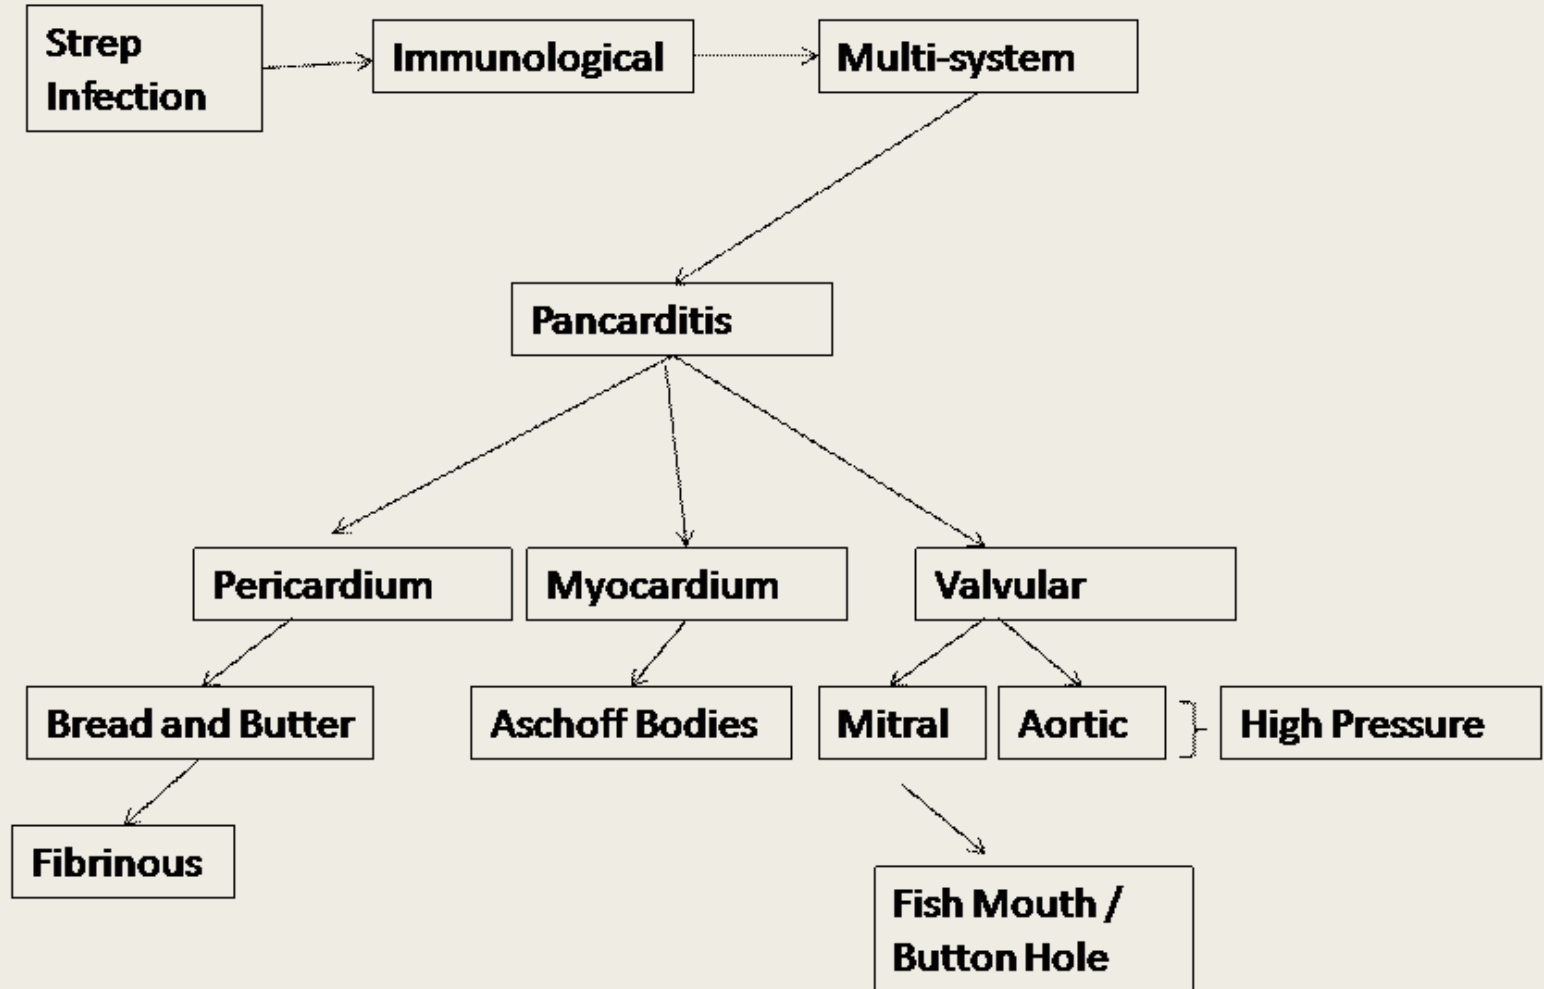 Strep
Infection
Immunological
Multi-system
Pancarditis
Pericardium
Myocardium
Valvular
Bread and Butter
Aschoff Bodies
Mitral
Aortic
High Pressure
Fibrinous
Fish Mouth /
Button Hole